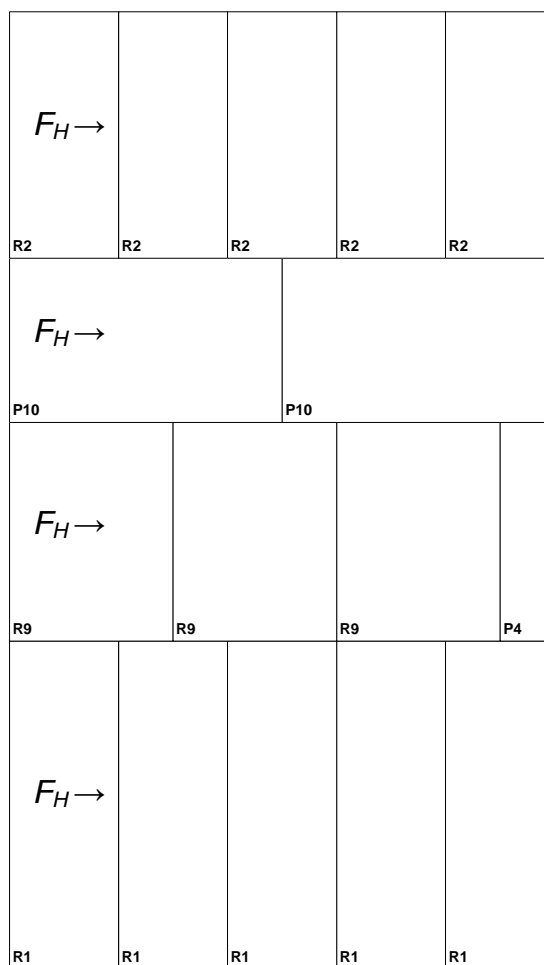 F_H →
R2 R2 R2 R2 R2
F_H →
P10 P10
F_H →
R9 R9 R9 P4
F_H →
R1 R1 R1 R1 R1